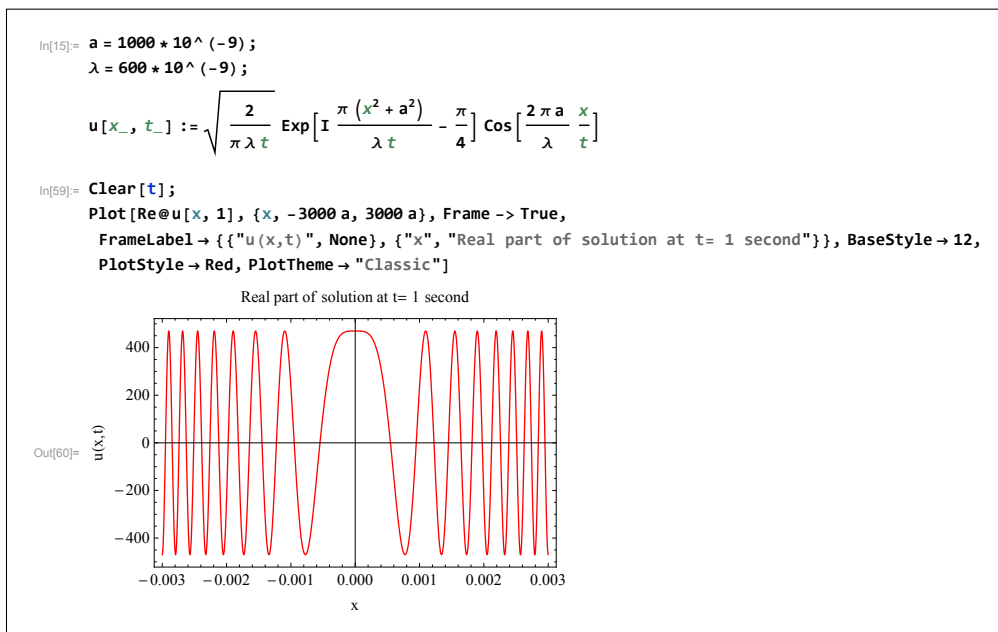 In[15]:= a = 1000 * 10^ (-9);
λ = 600 * 10^ (-9);
u[x_, t_] := √(2/(π λ t)) Exp[I π (x² + a²)/(λ t) - π/4] Cos[2 π a/λ x/t]
In[59]:= Clear[t];
Plot[Re@u[x, 1], {x, -3000 a, 3000 a}, Frame -> True,
FrameLabel → {{"u(x,t)", None}, {"x", "Real part of solution at t= 1 second"}}, BaseStyle → 12,
PlotStyle → Red, PlotTheme → "Classic"]
Out[60]=
Real part of solution at t= 1 second
u(x,t)
400
200
0
-200
-400
-0.003 -0.002 -0.001 0.000 0.001 0.002 0.003
x